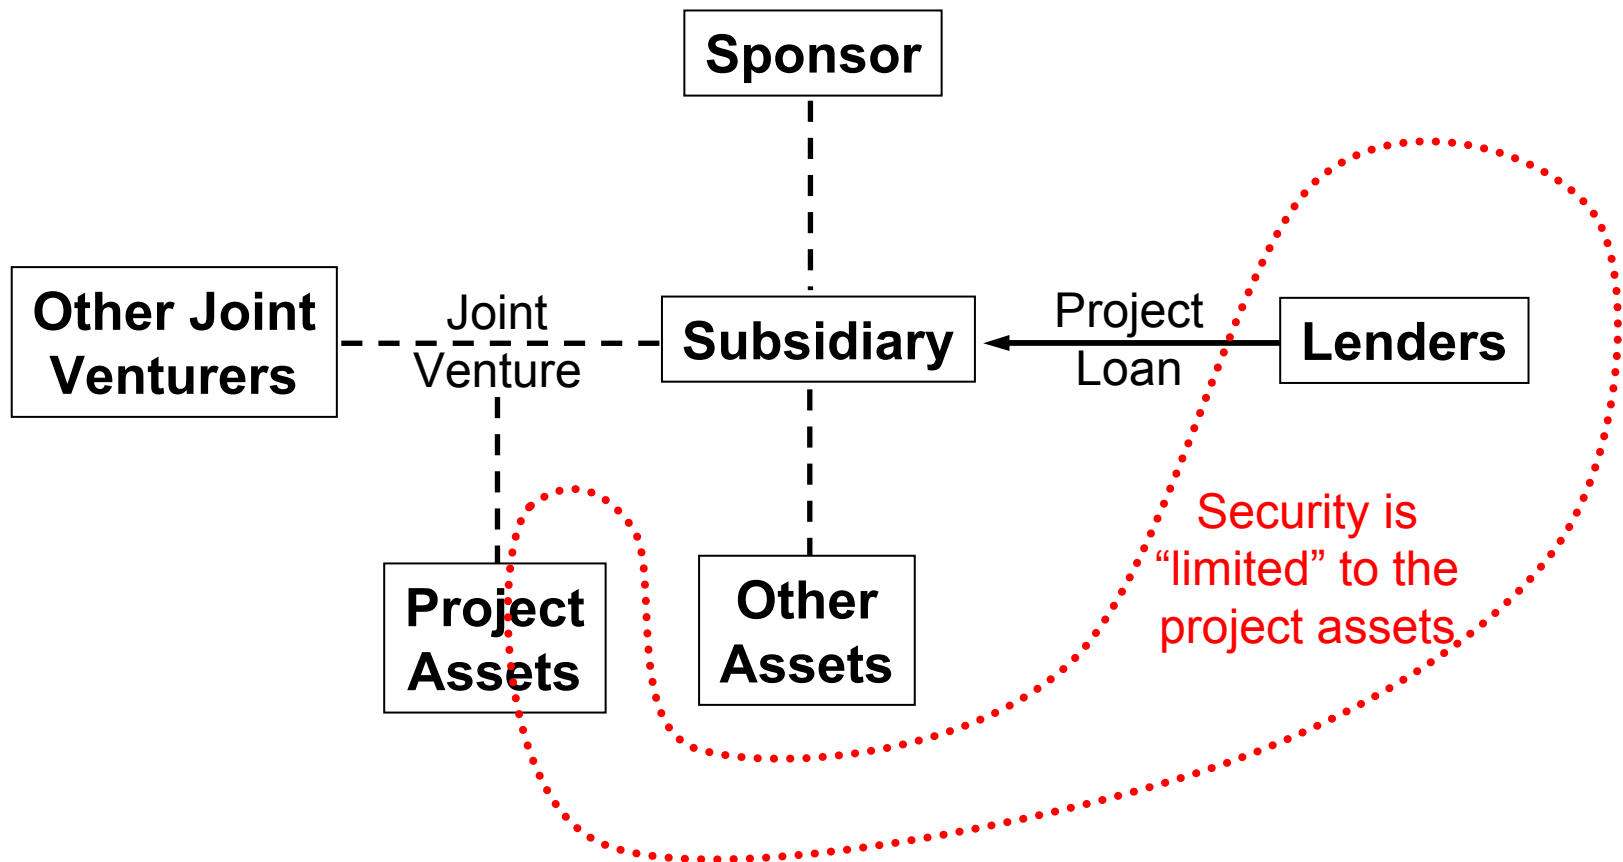 Sponsor
Other Joint
Venturers
Joint
Venture
Subsidiary
Project
Loan
Lenders
Project
Assets
Other
Assets
Security is
“limited” to the
project assets